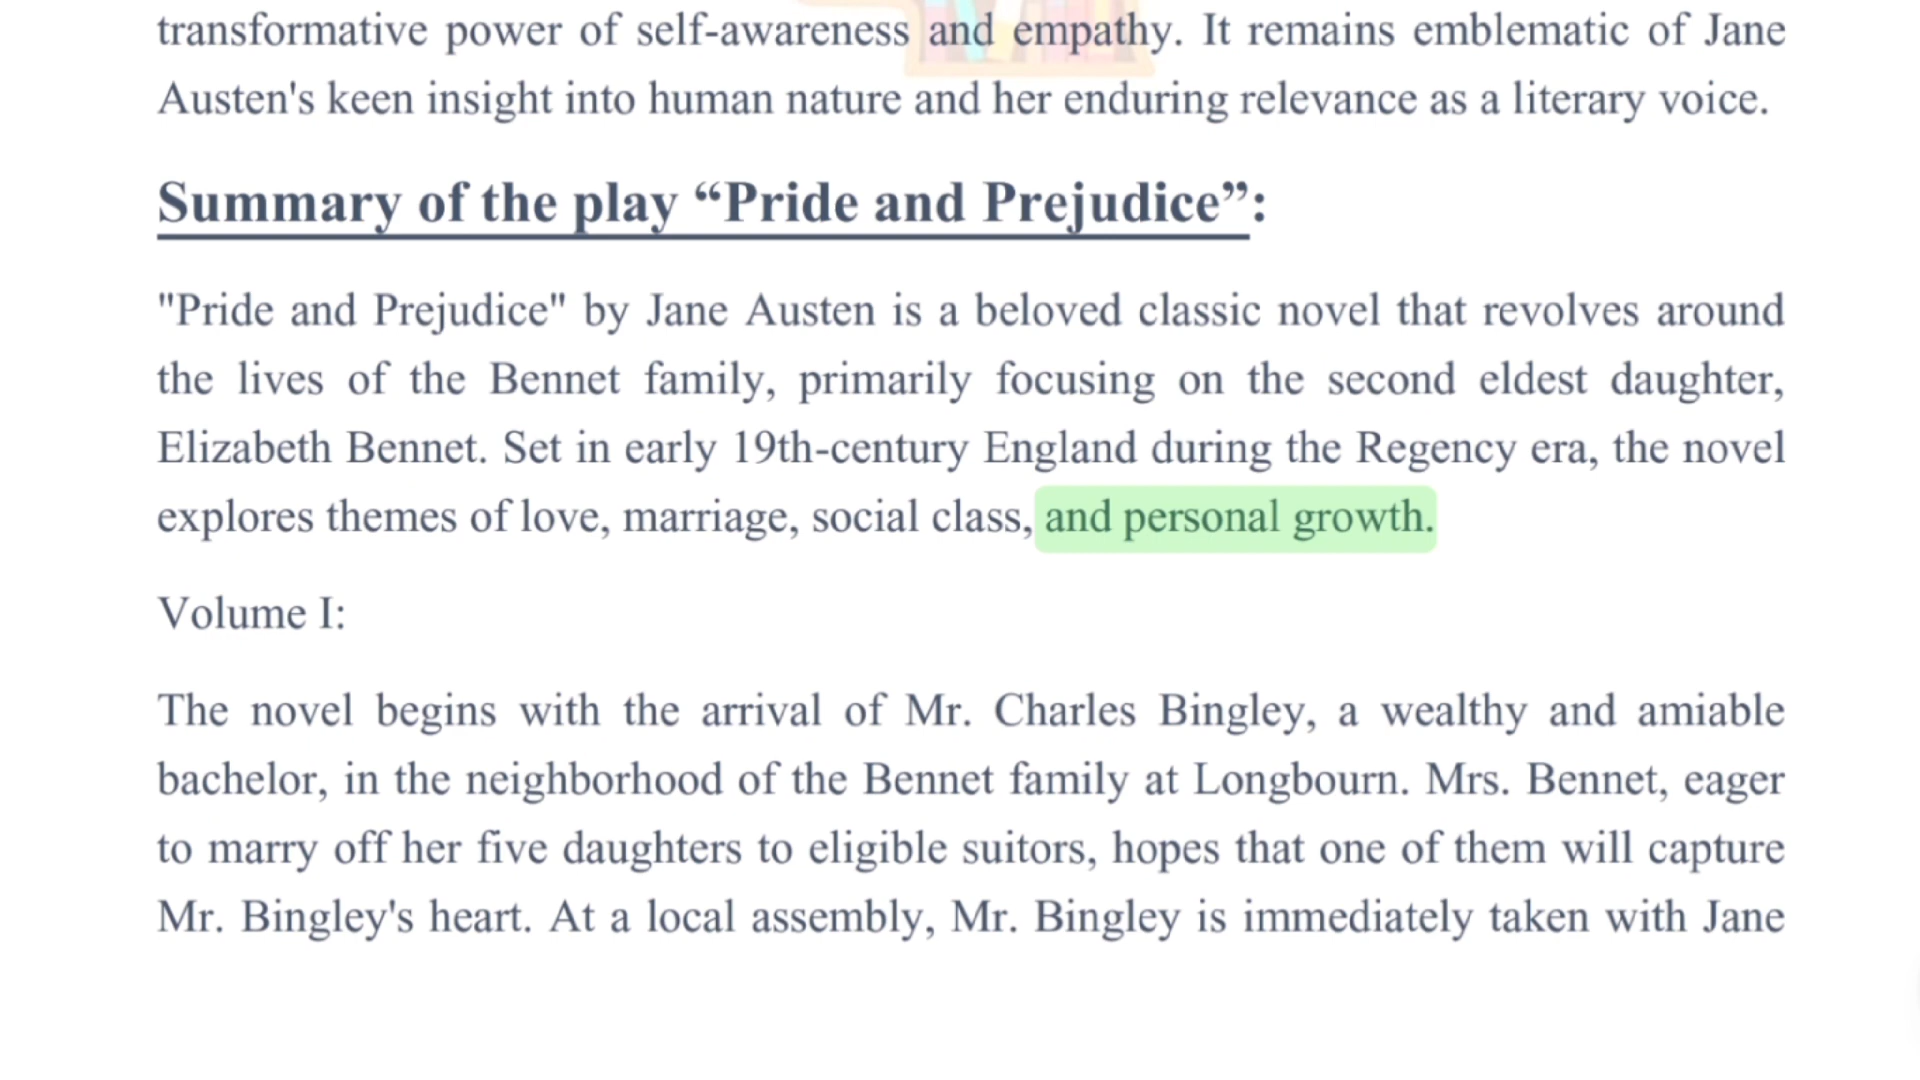 transformative power of self-awareness and empathy. It remains emblematic of Jane
Austen's keen insight into human nature and her enduring relevance as a literary voice.
Summary of the play “Pride and Prejudice”:
"Pride and Prejudice" by Jane Austen is a beloved classic novel that revolves around
the lives of the Bennet family, primarily focusing on the second eldest daughter,
Elizabeth Bennet. Set in early 19th-century England during the Regency era, the novel
explores themes of love, marriage, social class, and personal growth.
Volume I:
The novel begins with the arrival of Mr. Charles Bingley, a wealthy and amiable
bachelor, in the neighborhood of the Bennet family at Longbourn. Mrs. Bennet, eager
to marry off her five daughters to eligible suitors, hopes that one of them will capture
Mr. Bingley's heart. At a local assembly, Mr. Bingley is immediately taken with Jane